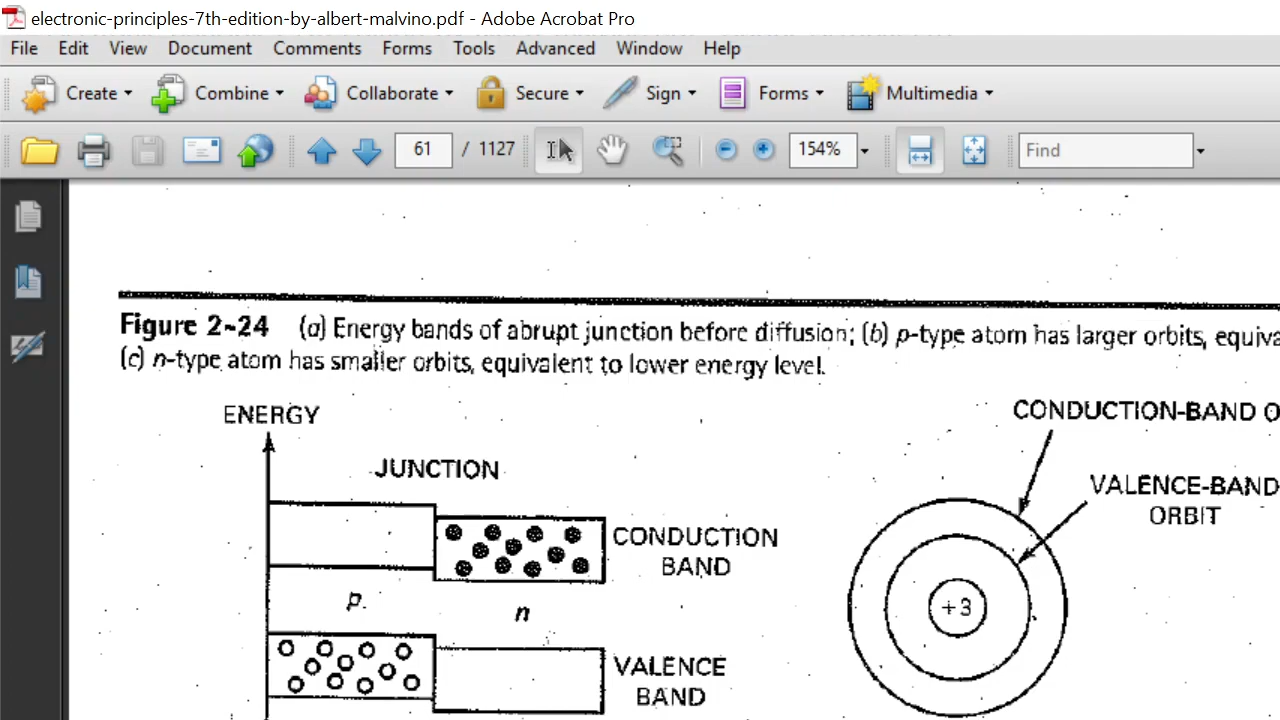 electronic-principles-7th-edition-by-albert-malvino.pdf - Adobe Acrobat Pro
File Edit View Document Comments Forms Tools Advanced Window Help
Create Combine Collaborate Secure Sign Forms Multimedia
61 / 1127 154% Find
Figure 2-24 (a) Energy bands of abrupt junction before diffusion; (b) p-type atom has larger orbits,
(c) n-type atom has smaller orbits, equivalent to lower energy level.
ENERGY
JUNCTION
CONDUCTION
BAND
p
n
VALENCE
BAND
CONDUCTION-BAND O
VALENCE-BAND
ORBIT
+3